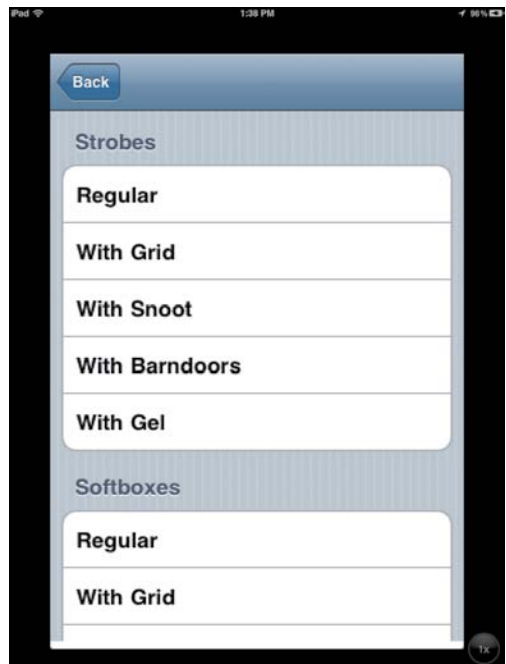 iPad 1:38 PM 96%
Back
Strobes
Regular
With Grid
With Snoot
With Barndoors
With Gel
Softboxes
Regular
With Grid
1x